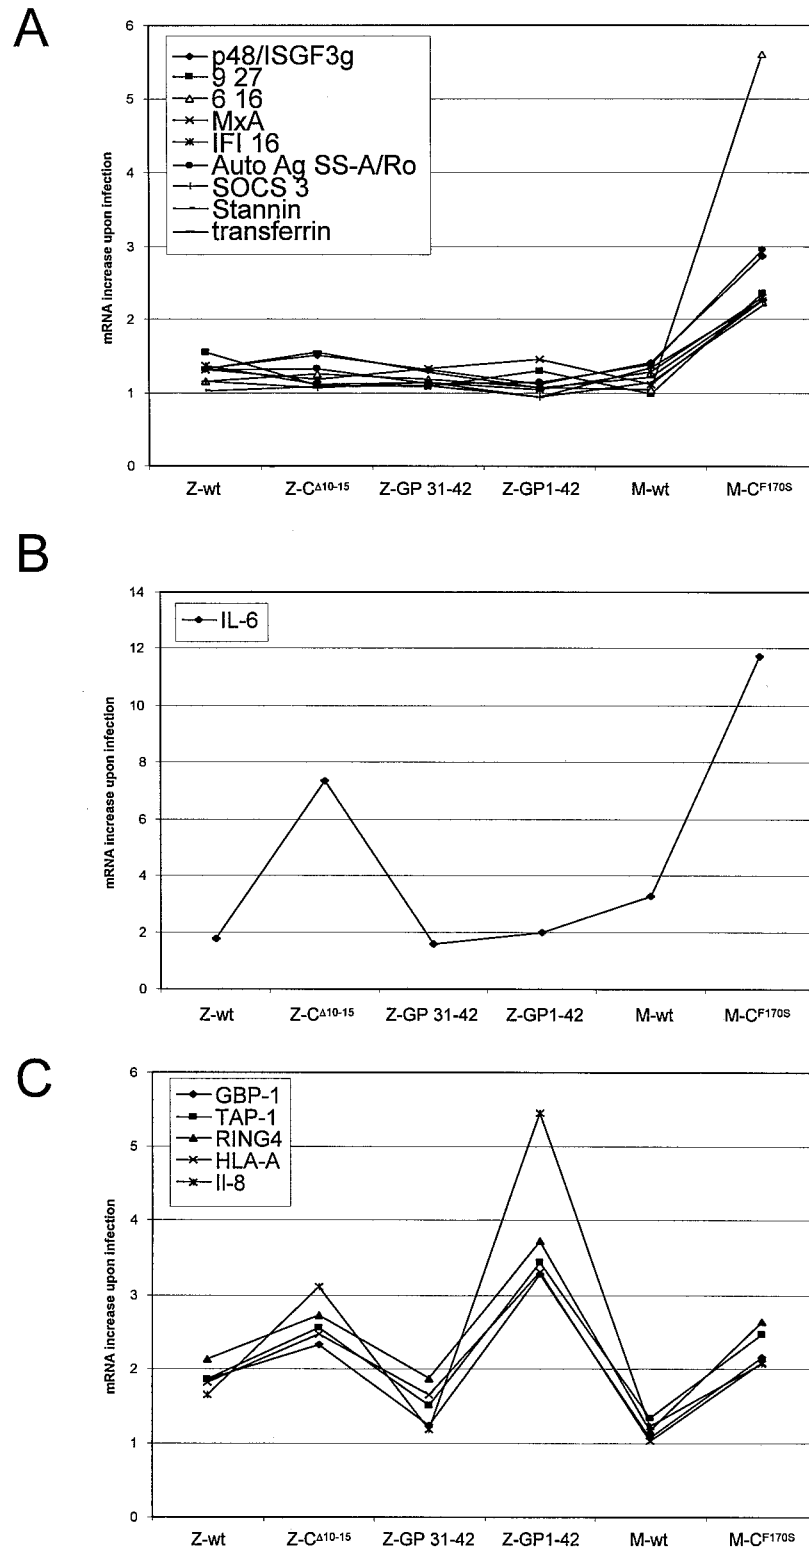 A
mRNA increase upon infection
6
5
4
3
2
1
0
p48/ISGF3g
9 27
6 16
MxA
IFI 16
Auto Ag SS-A/Ro
SOCS 3
Stannin
transferrin
Z-wt Z-CΔ10-15 Z-GP 31-42 Z-GP1-42 M-wt M-CF170S
B
mRNA increase upon infection
14
12
10
8
6
4
2
0
IL-6
Z-wt Z-CΔ10-15 Z-GP 31-42 Z-GP1-42 M-wt M-CF170S
C
mRNA increase upon infection
6
5
4
3
2
1
0
GBP-1
TAP-1
RING4
HLA-A
Il-8
Z-wt Z-CΔ10-15 Z-GP 31-42 Z-GP1-42 M-wt M-CF170S